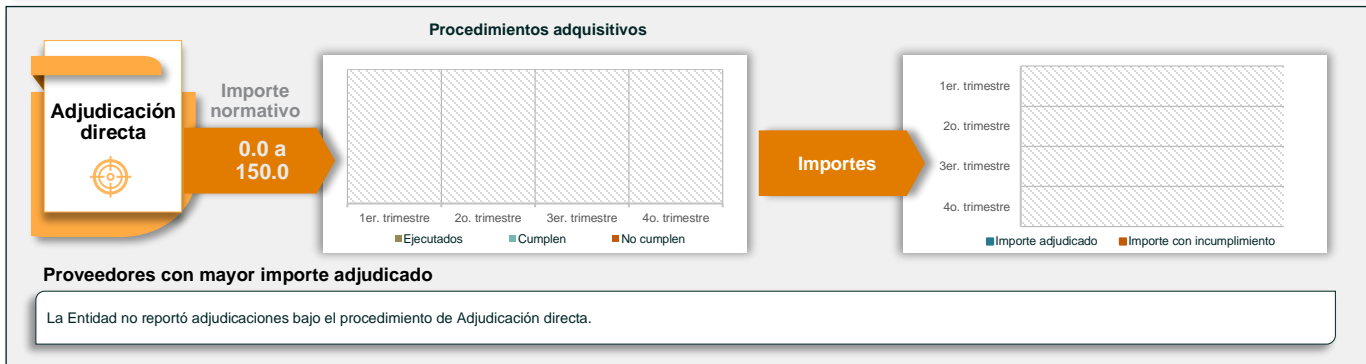 Procedimientos adquisitivos
Adjudicación
directa
Importe
normativo
0.0 a
150.0
1er. trimestre
2o. trimestre
3er. trimestre
4o. trimestre
Ejecutados
Cumplen
No cumplen
Importes
1er. trimestre
2o. trimestre
3er. trimestre
4o. trimestre
Importe adjudicado
Importe con incumplimiento
Proveedores con mayor importe adjudicado
La Entidad no reportó adjudicaciones bajo el procedimiento de Adjudicación directa.